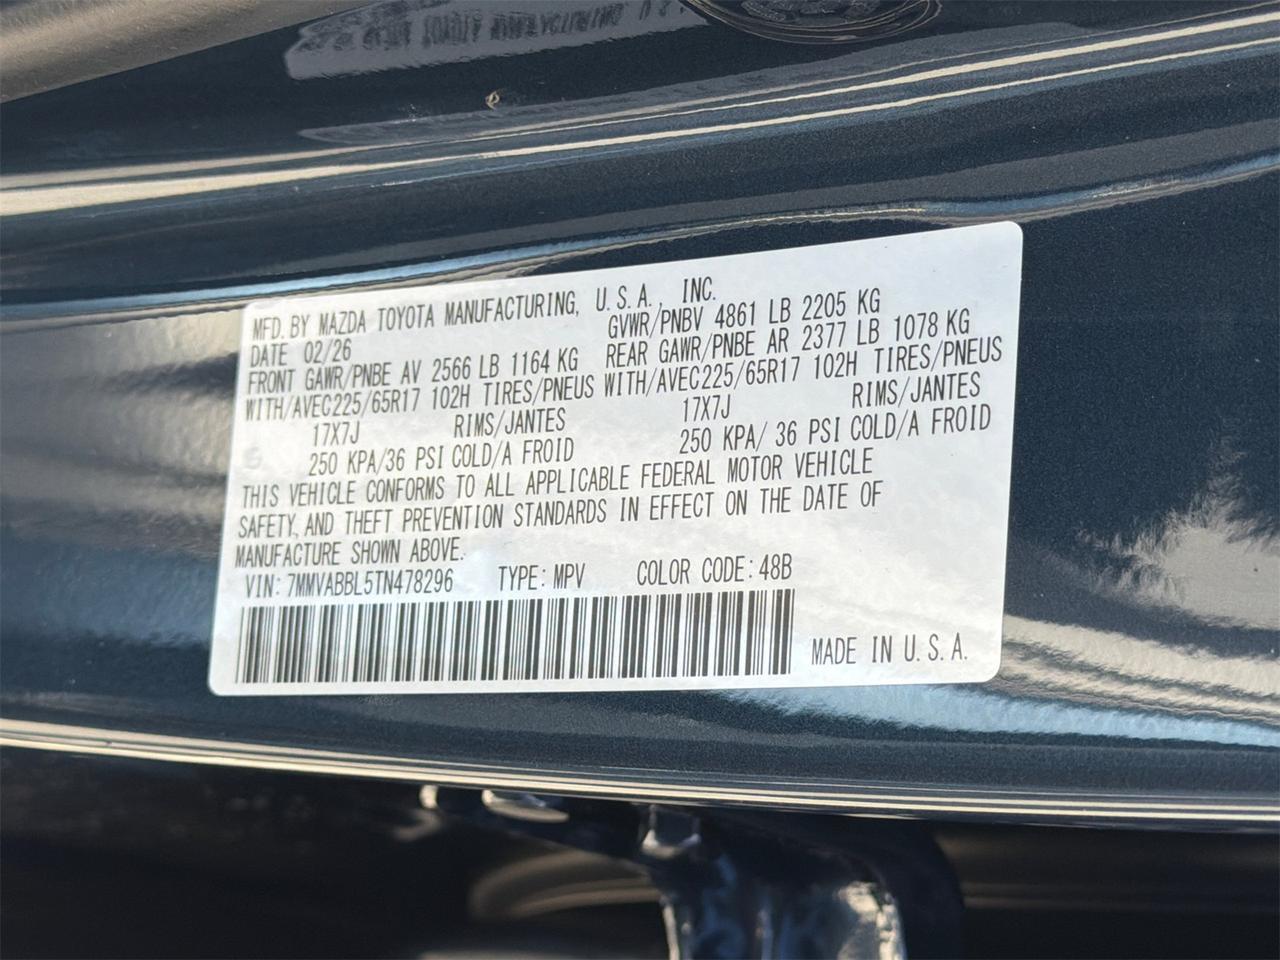 MFD. BY MAZDA TOYOTA MANUFACTURING, U.S.A., INC.
DATE 02/26 GVWR/PNBV 4861 LB 2205 KG
FRONT GAWR/PNBE AV 2566 LB 1164 KG REAR GAWR/PNBE AR 2377 LB 1078 KG
WITH/AVEC225/65R17 102H TIRES/PNEUS WITH/AVEC225/65R17 102H TIRES/PNEUS
17X7J RIMS/JANTES 17X7J RIMS/JANTES
250 KPA/36 PSI COLD/A FROID 250 KPA/ 36 PSI COLD/A FROID
THIS VEHICLE CONFORMS TO ALL APPLICABLE FEDERAL MOTOR VEHICLE
SAFETY, AND THEFT PREVENTION STANDARDS IN EFFECT ON THE DATE OF
MANUFACTURE SHOWN ABOVE.
VIN: 7MMVABBL5TN478296 TYPE: MPV COLOR CODE: 48B
MADE IN U.S.A.